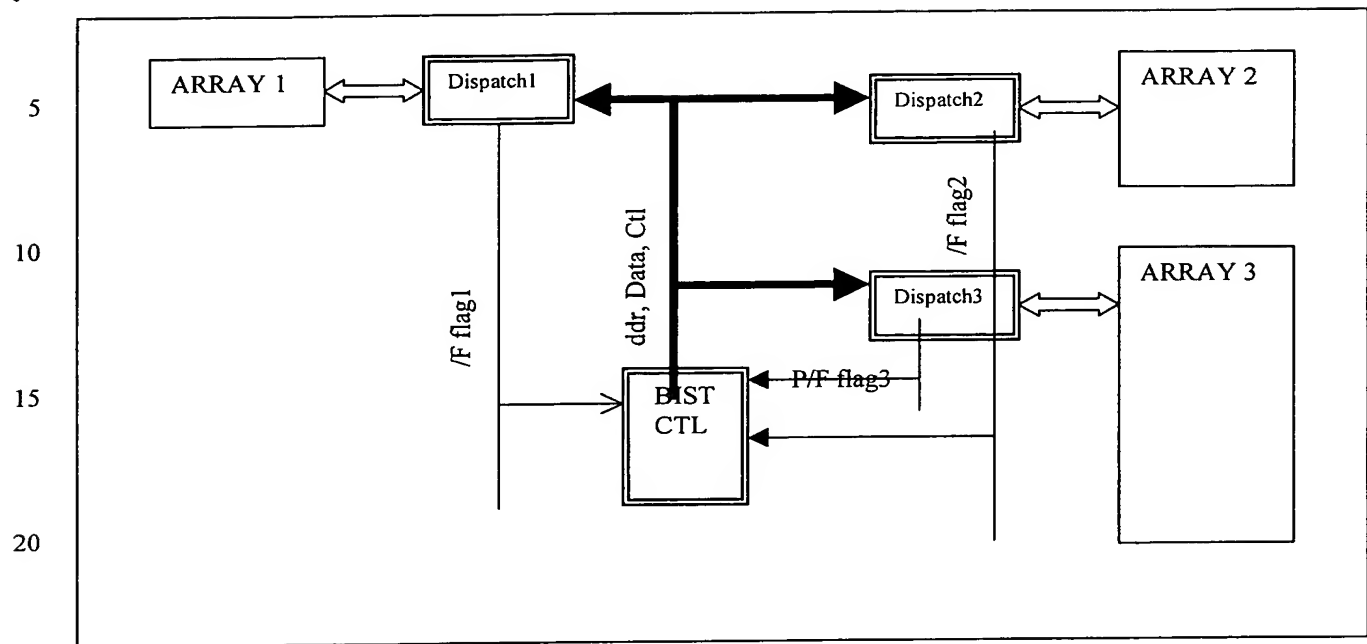 5
ARRAY 1
Dispatch1
Dispatch2
ARRAY 2
/F flag1
ddr, Data, Ctl
/F flag2
10
Dispatch3
ARRAY 3
P/F flag3
15
BIST
CTL
20